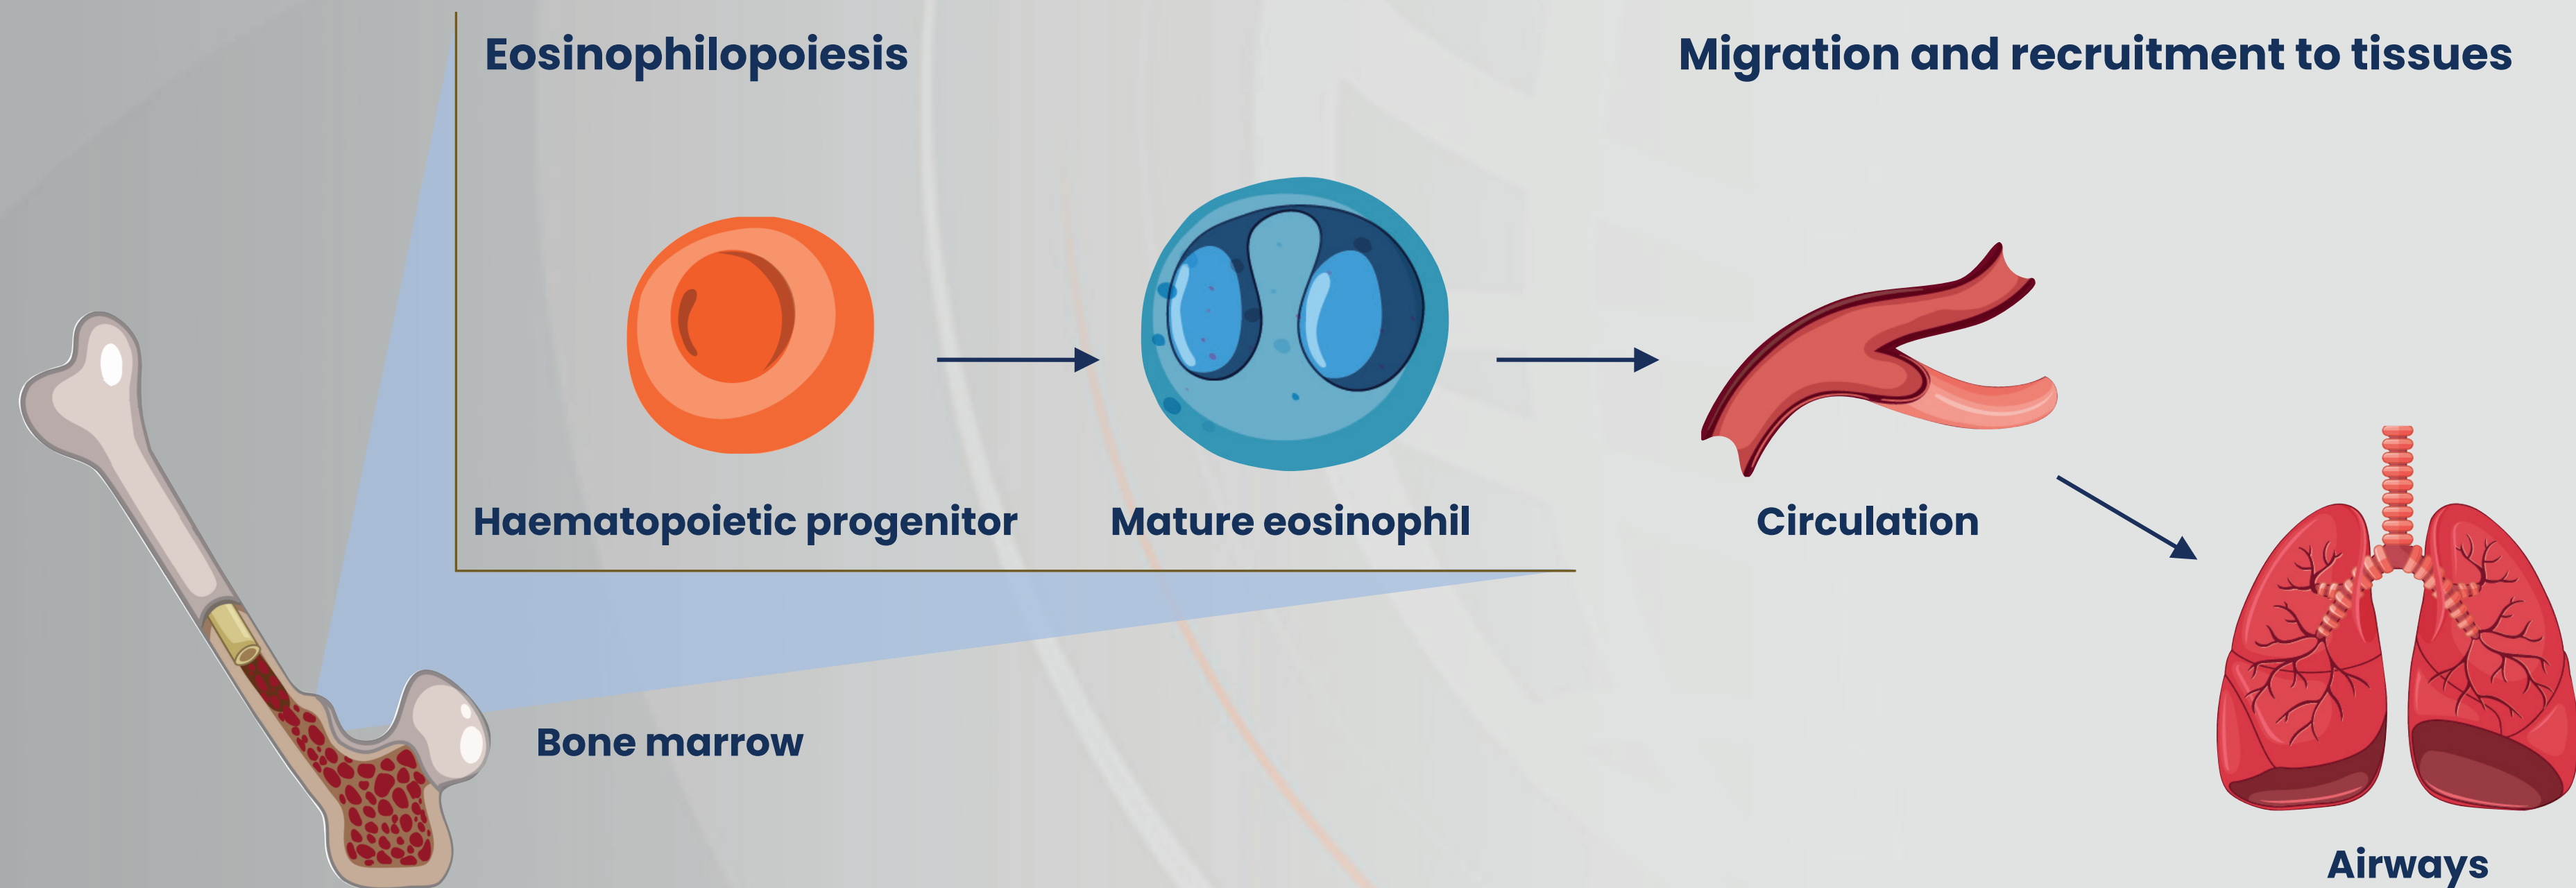 Eosinophilopoiesis
Migration and recruitment to tissues
Haematopoietic progenitor
Mature eosinophil
Circulation
Bone marrow
Airways